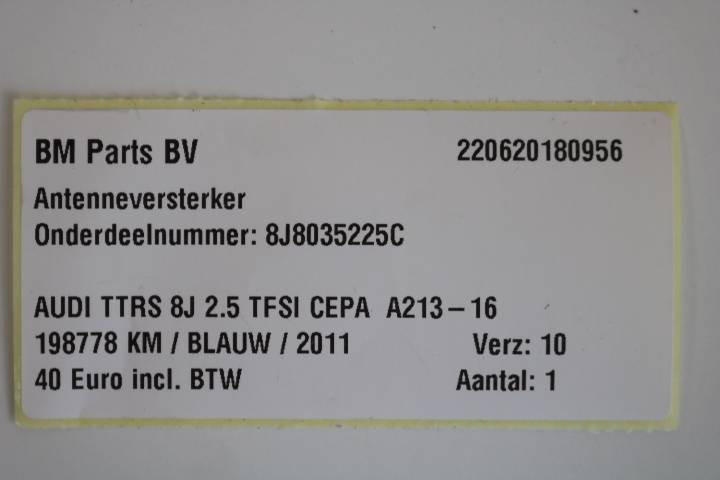 BM Parts BV 220620180956
Antenneversterker
Onderdeelnummer: 8J8035225C
AUDI TTRS 8J 2.5 TFSI CEPA A213-16
198778 KM / BLAUW / 2011 Verz: 10
40 Euro incl. BTW Aantal: 1